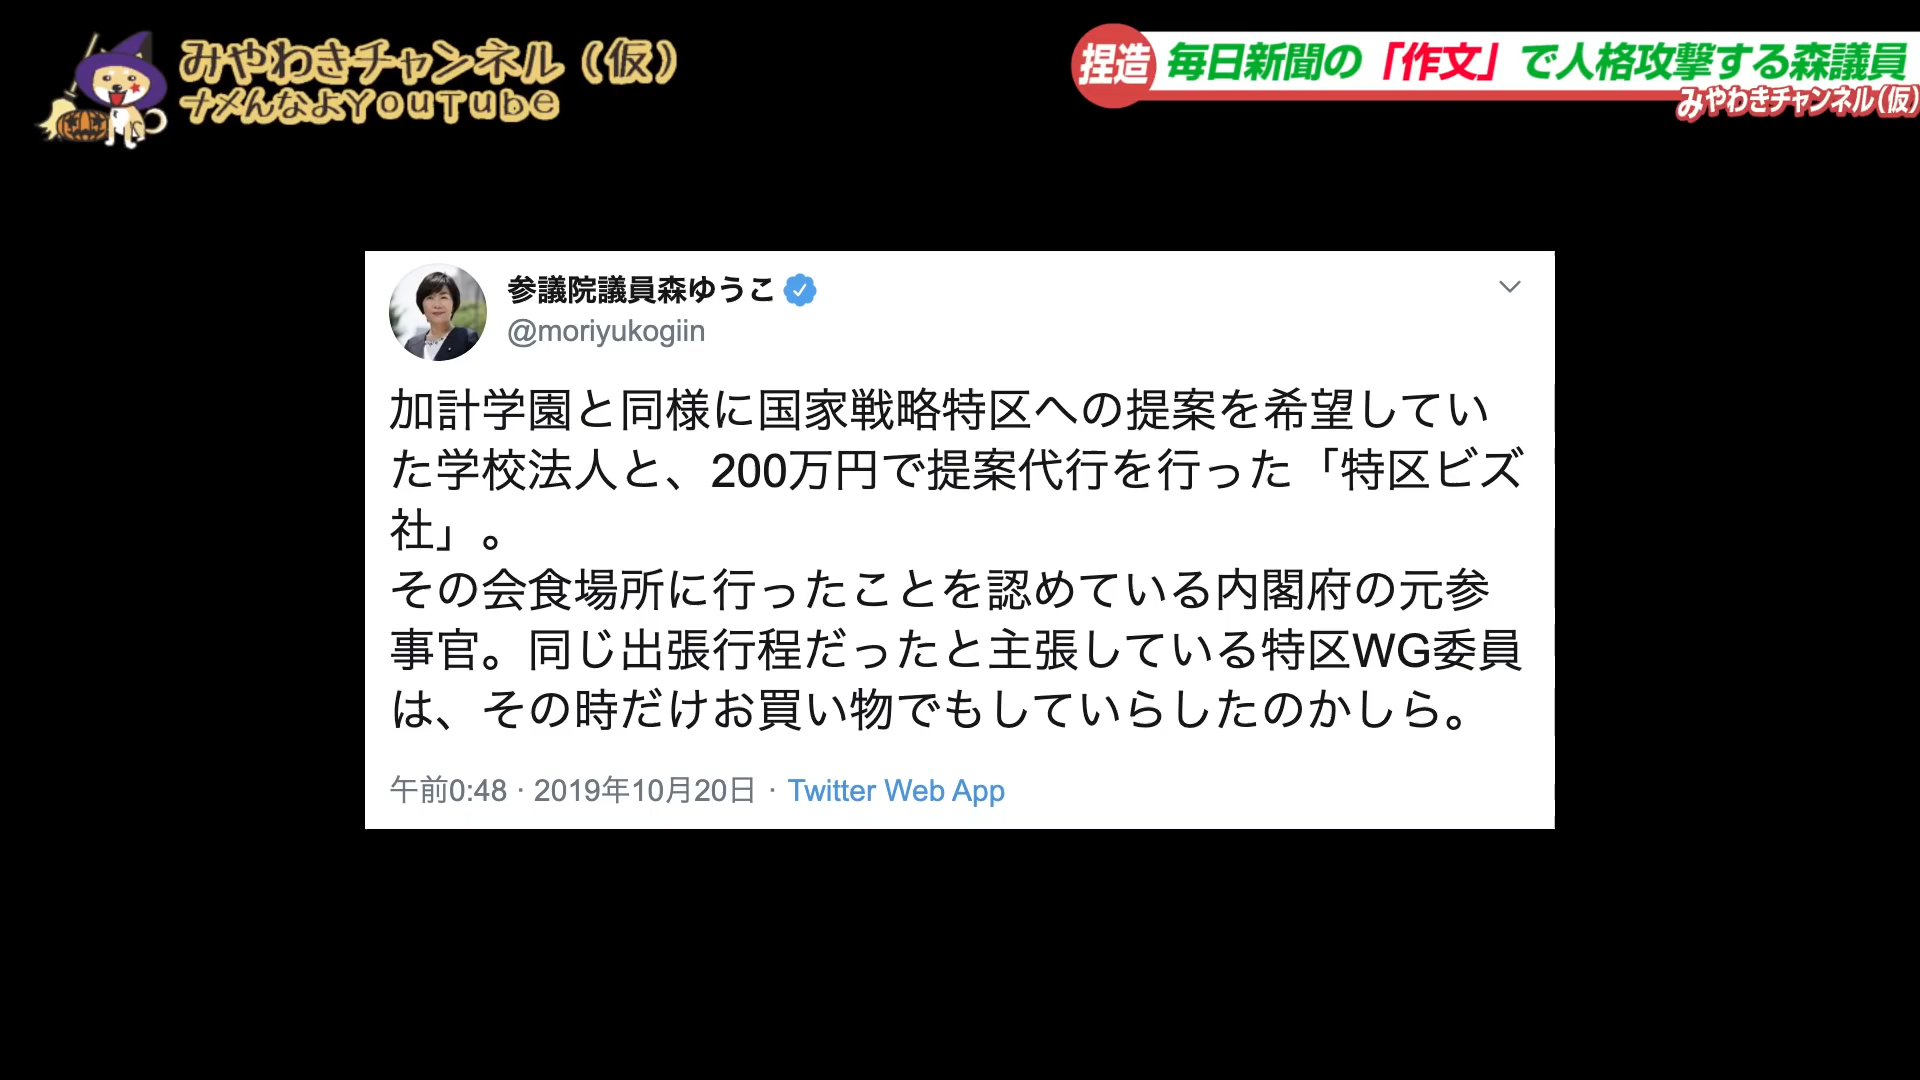 みやわきチャンネル（仮）
ナメんなよYouTube
捏造 毎日新聞の「作文」で人格攻撃する森議員
みやわきチャンネル（仮）
参議院議員森ゆうこ
@moriyukogiin
加計学園と同様に国家戦略特区への提案を希望してい
た学校法人と、200万円で提案代行を行った「特区ビズ
社」。
その会食場所に行ったことを認めている内閣府の元参
事官。同じ出張行程だったと主張している特区WG委員
は、その時だけお買い物でもしていらしたのかしら。
午前0:48 · 2019年10月20日 · Twitter Web App